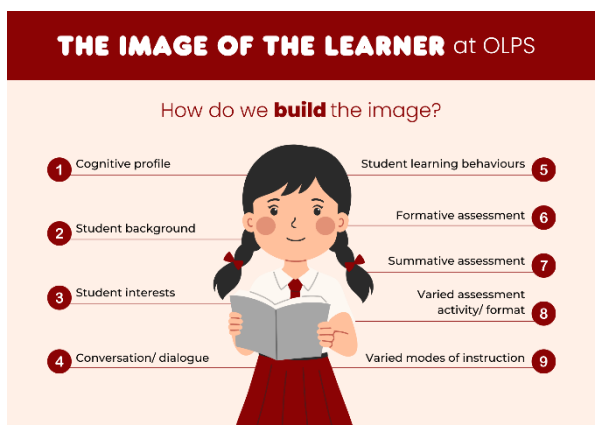 THE IMAGE OF THE LEARNER at OLPS
How do we build the image?
1 Cognitive profile
2 Student background
3 Student interests
4 Conversation/ dialogue
Student learning behaviours 5
Formative assessment 6
Summative assessment 7
Varied assessment
activity/ format 8
Varied modes of instruction 9